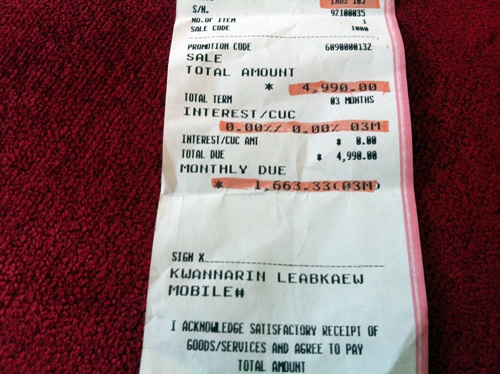 S/N. 92100035
NO.OF ITEM 1
SALE CODE 1000
PROMOTION CODE 6090000132
SALE
TOTAL AMOUNT
* 4,990.00
TOTAL TERM 03 MONTHS
INTEREST/CUC
0.00%/ 0.00% 03M
INTEREST/CUC AMT * 0.00
TOTAL DUE * 4,990.00
MONTHLY DUE
* 1,663.33(03M)
SIGN X
KWANNARIN LEABKAEW
MOBILE#
I ACKNOWLEDGE SATISFACTORY RECEIPT OF
GOODS/SERVICES AND AGREE TO PAY
TOTAL AMOUNT